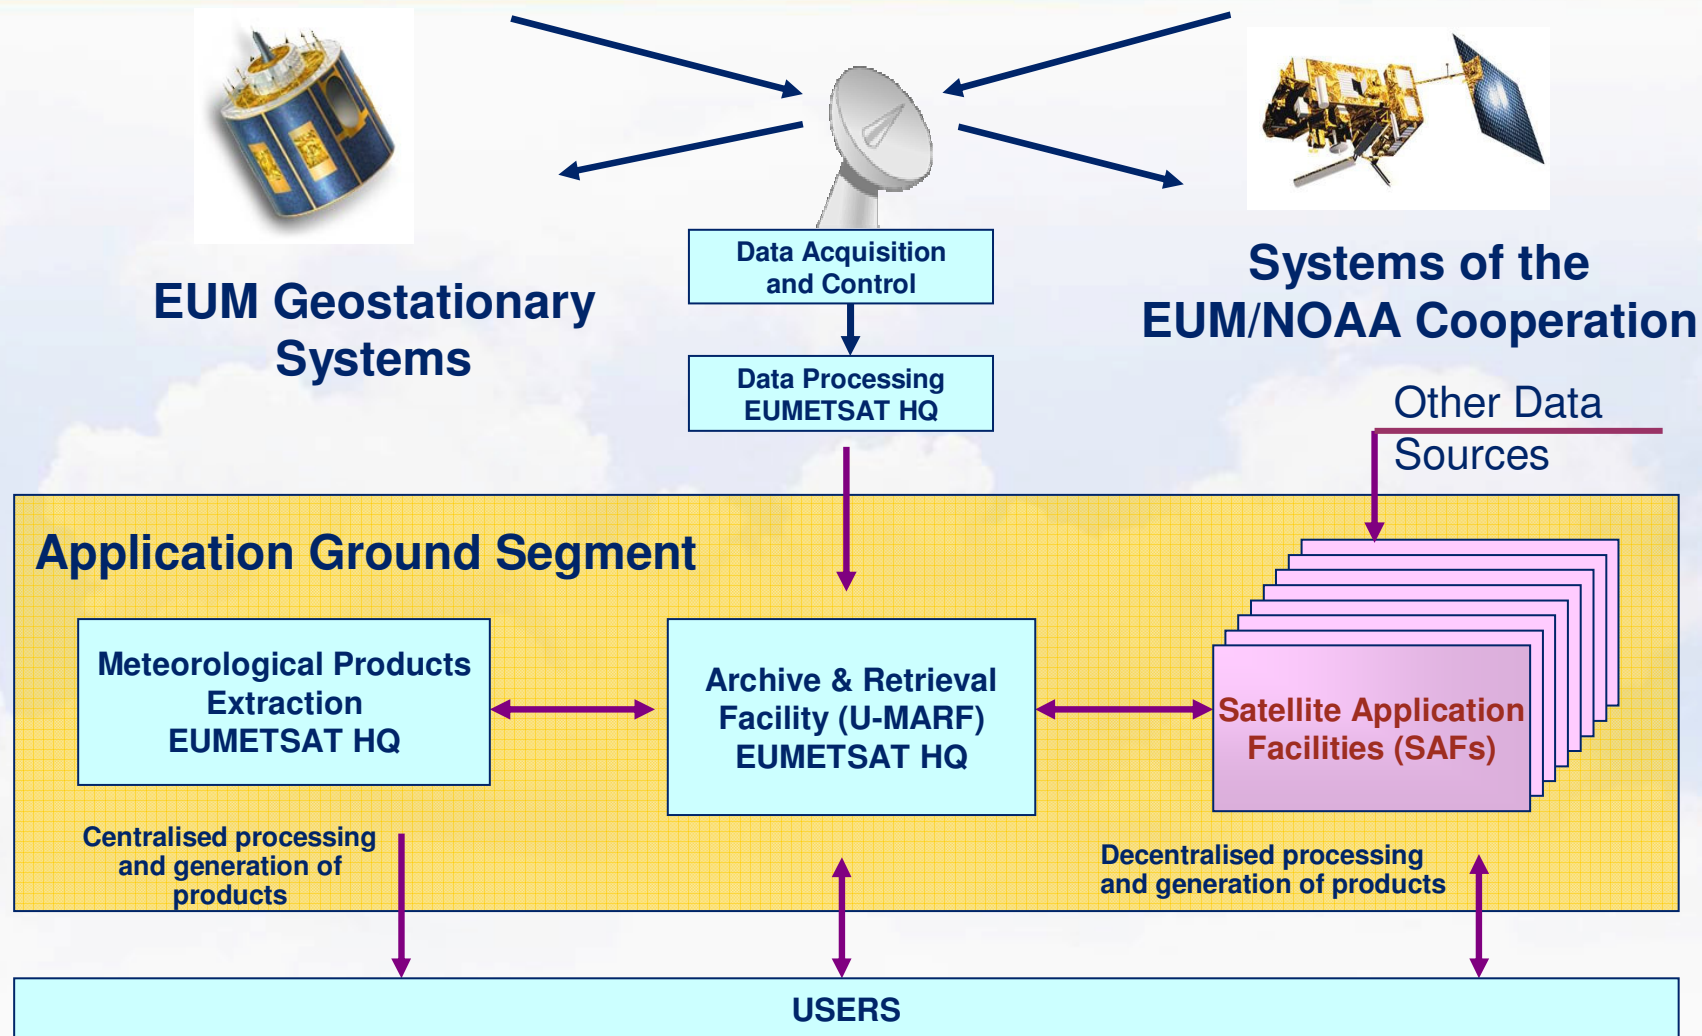 EUM Geostationary
Systems
Data Acquisition
and Control
Data Processing
EUMETSAT HQ
Systems of the
EUM/NOAA Cooperation
Other Data
Sources
Application Ground Segment
Meteorological Products
Extraction
EUMETSAT HQ
Archive & Retrieval
Facility (U-MARF)
EUMETSAT HQ
Satellite Application
Facilities (SAFs)
Centralised processing
and generation of
products
Decentralised processing
and generation of products
USERS